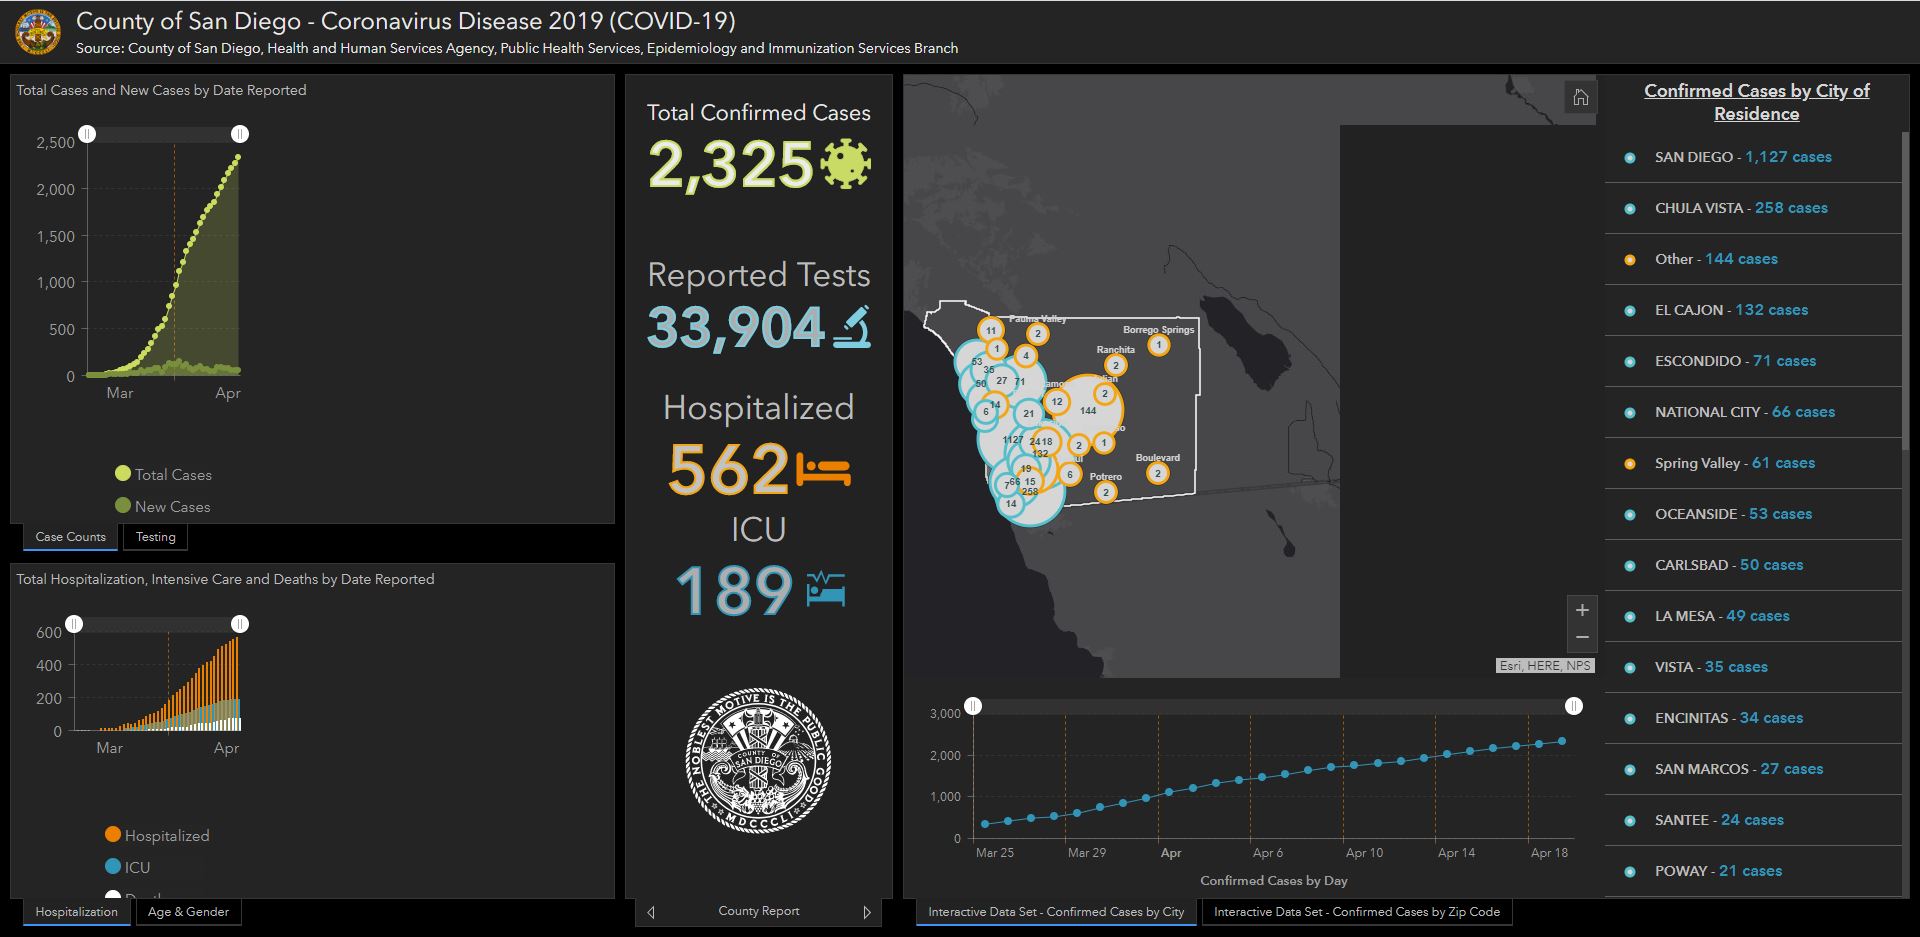 County of San Diego - Coronavirus Disease 2019 (COVID-19)
Source: County of San Diego, Health and Human Services Agency, Public Health Services, Epidemiology and Immunization Services Branch
Total Cases and New Cases by Date Reported
2,500
2,000
1,500
1,000
500
0
Mar
Apr
Total Cases
New Cases
Case Counts
Testing
Total Hospitalization, Intensive Care and Deaths by Date Reported
600
400
200
0
Mar
Apr
Hospitalized
ICU
Hospitalization
Age & Gender
Total Confirmed Cases
2,325
Reported Tests
33,904
Hospitalized
562
ICU
189
THE NOBLEST MOTIVE IS THE PUBLIC GOOD
COUNTY OF
SAN DIEGO
MDCCCLI
County Report
Pauma Valley
Borrego Springs
Ranchita
Boulevard
Potrero
11
2
1
1
4
2
53
35
50
27
71
2
12
144
14
6
21
1127
24
18
2
1
132
19
6
2
7
66
15
258
2
14
Esri, HERE, NPS
3,000
2,000
1,000
0
Mar 25
Mar 29
Apr
Apr 6
Apr 10
Apr 14
Apr 18
Confirmed Cases by Day
Interactive Data Set - Confirmed Cases by City
Interactive Data Set - Confirmed Cases by Zip Code
Confirmed Cases by City of
Residence
SAN DIEGO - 1,127 cases
CHULA VISTA - 258 cases
Other - 144 cases
EL CAJON - 132 cases
ESCONDIDO - 71 cases
NATIONAL CITY - 66 cases
Spring Valley - 61 cases
OCEANSIDE - 53 cases
CARLSBAD - 50 cases
LA MESA - 49 cases
VISTA - 35 cases
ENCINITAS - 34 cases
SAN MARCOS - 27 cases
SANTEE - 24 cases
POWAY - 21 cases